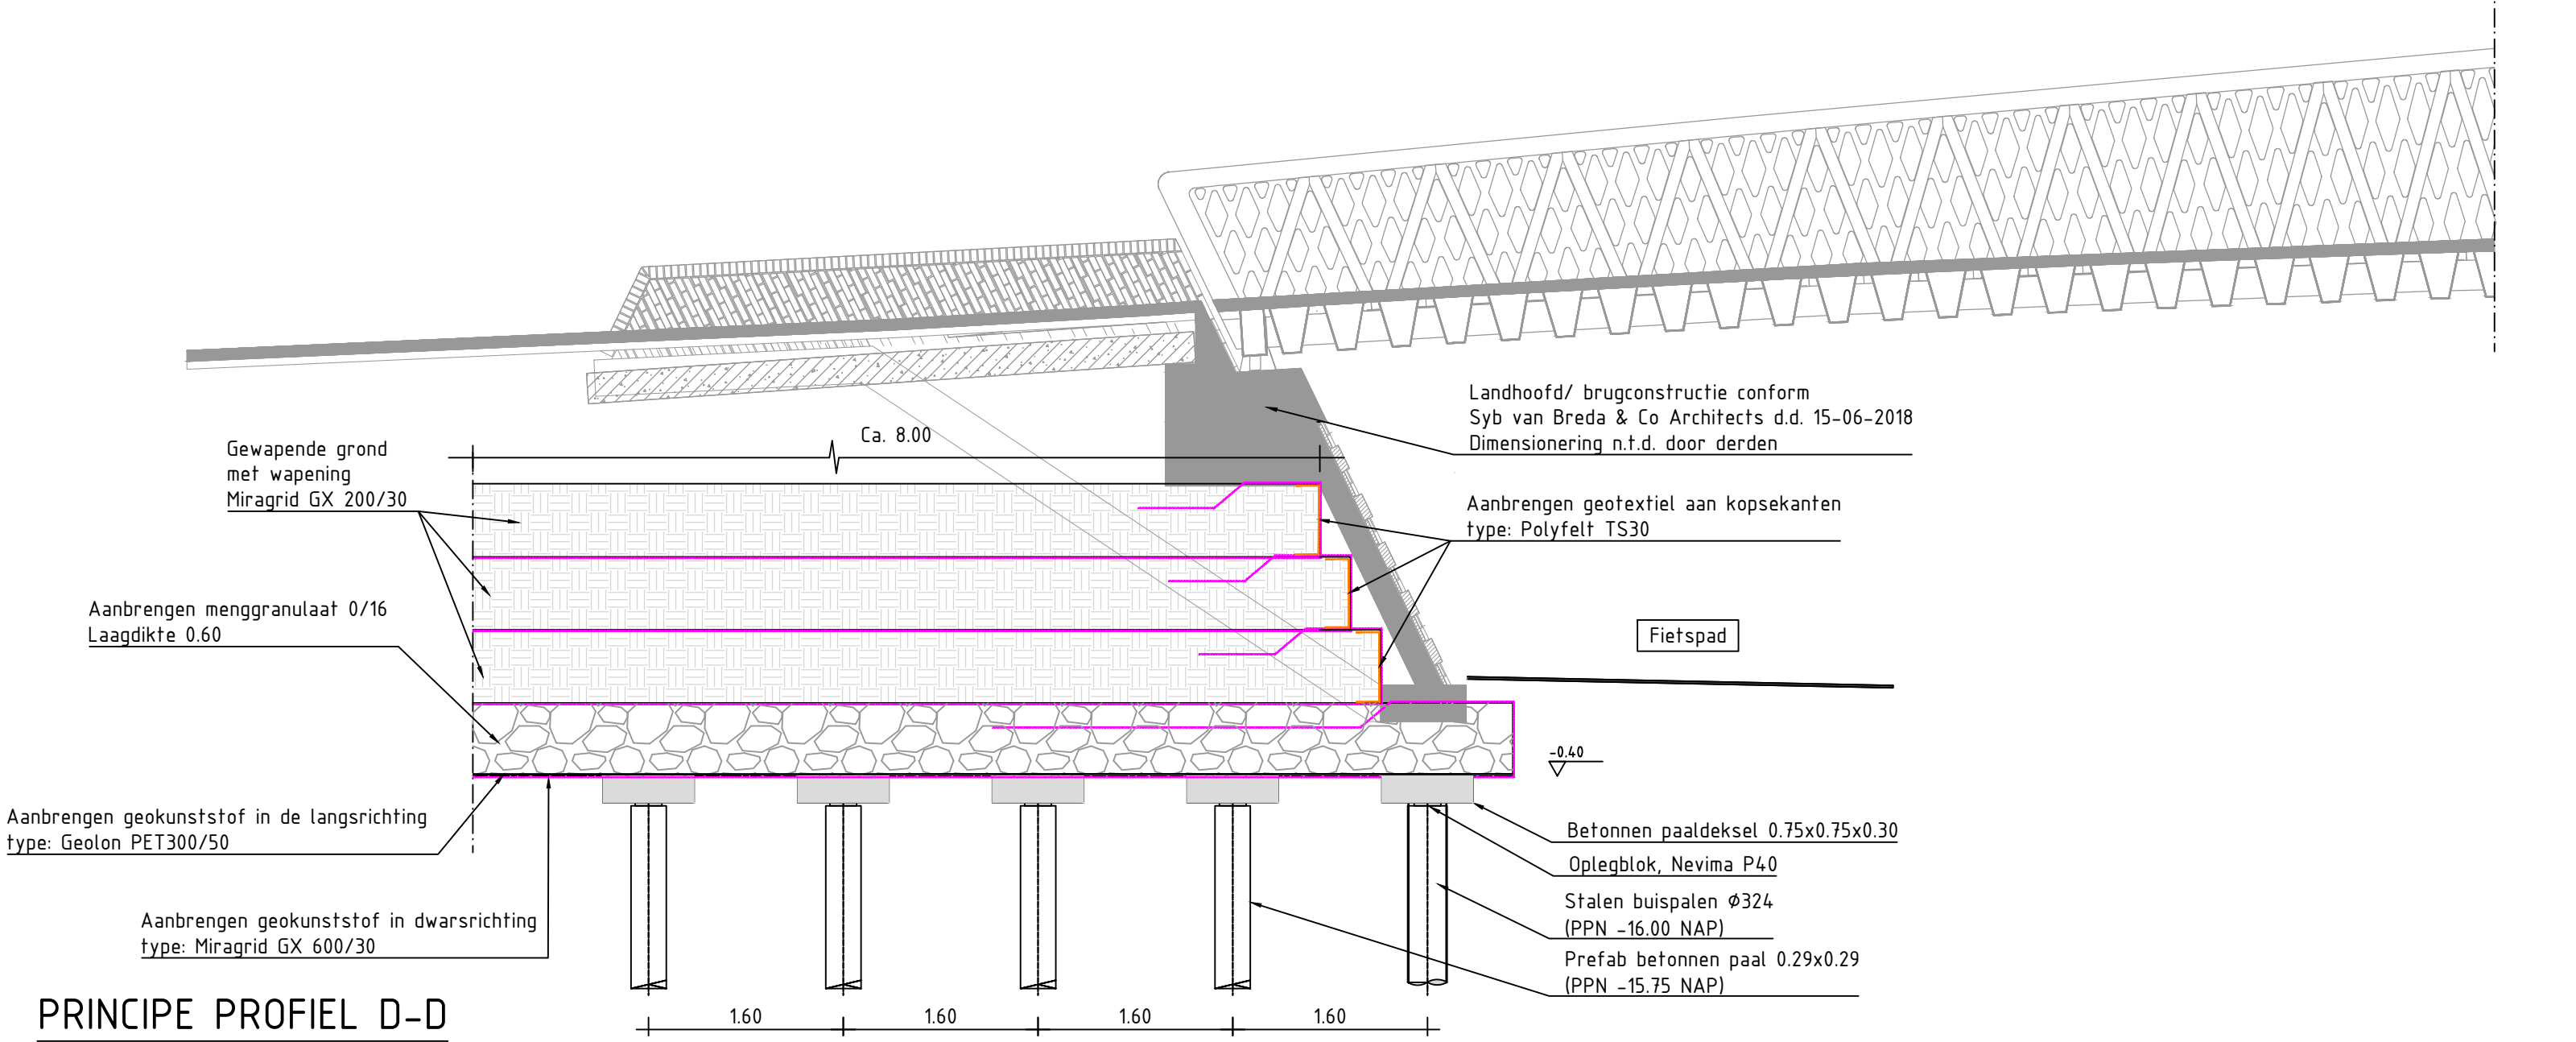 Landhoofd/ brugconstructie conform
Syb van Breda & Co Architects d.d. 15-06-2018
Dimensionering n.t.d. door derden
Ca. 8.00
Gewapende grond
met wapening
Miragrid GX 200/30
Aanbrengen geotextiel aan kopsekanten
type: Polyfelt TS30
Aanbrengen menggranulaat 0/16
Laagdikte 0.60
Fietspad
-0.40
Aanbrengen geokunststof in de langsrichting
type: Geolon PET300/50
Betonnen paaldeksel 0.75x0.75x0.30
Oplegblok, Nevima P40
Stalen buispalen Ø324
(PPN -16.00 NAP)
Aanbrengen geokunststof in dwarsrichting
type: Miragrid GX 600/30
Prefab betonnen paal 0.29x0.29
(PPN -15.75 NAP)
PRINCIPE PROFIEL D-D
1.60
1.60
1.60
1.60